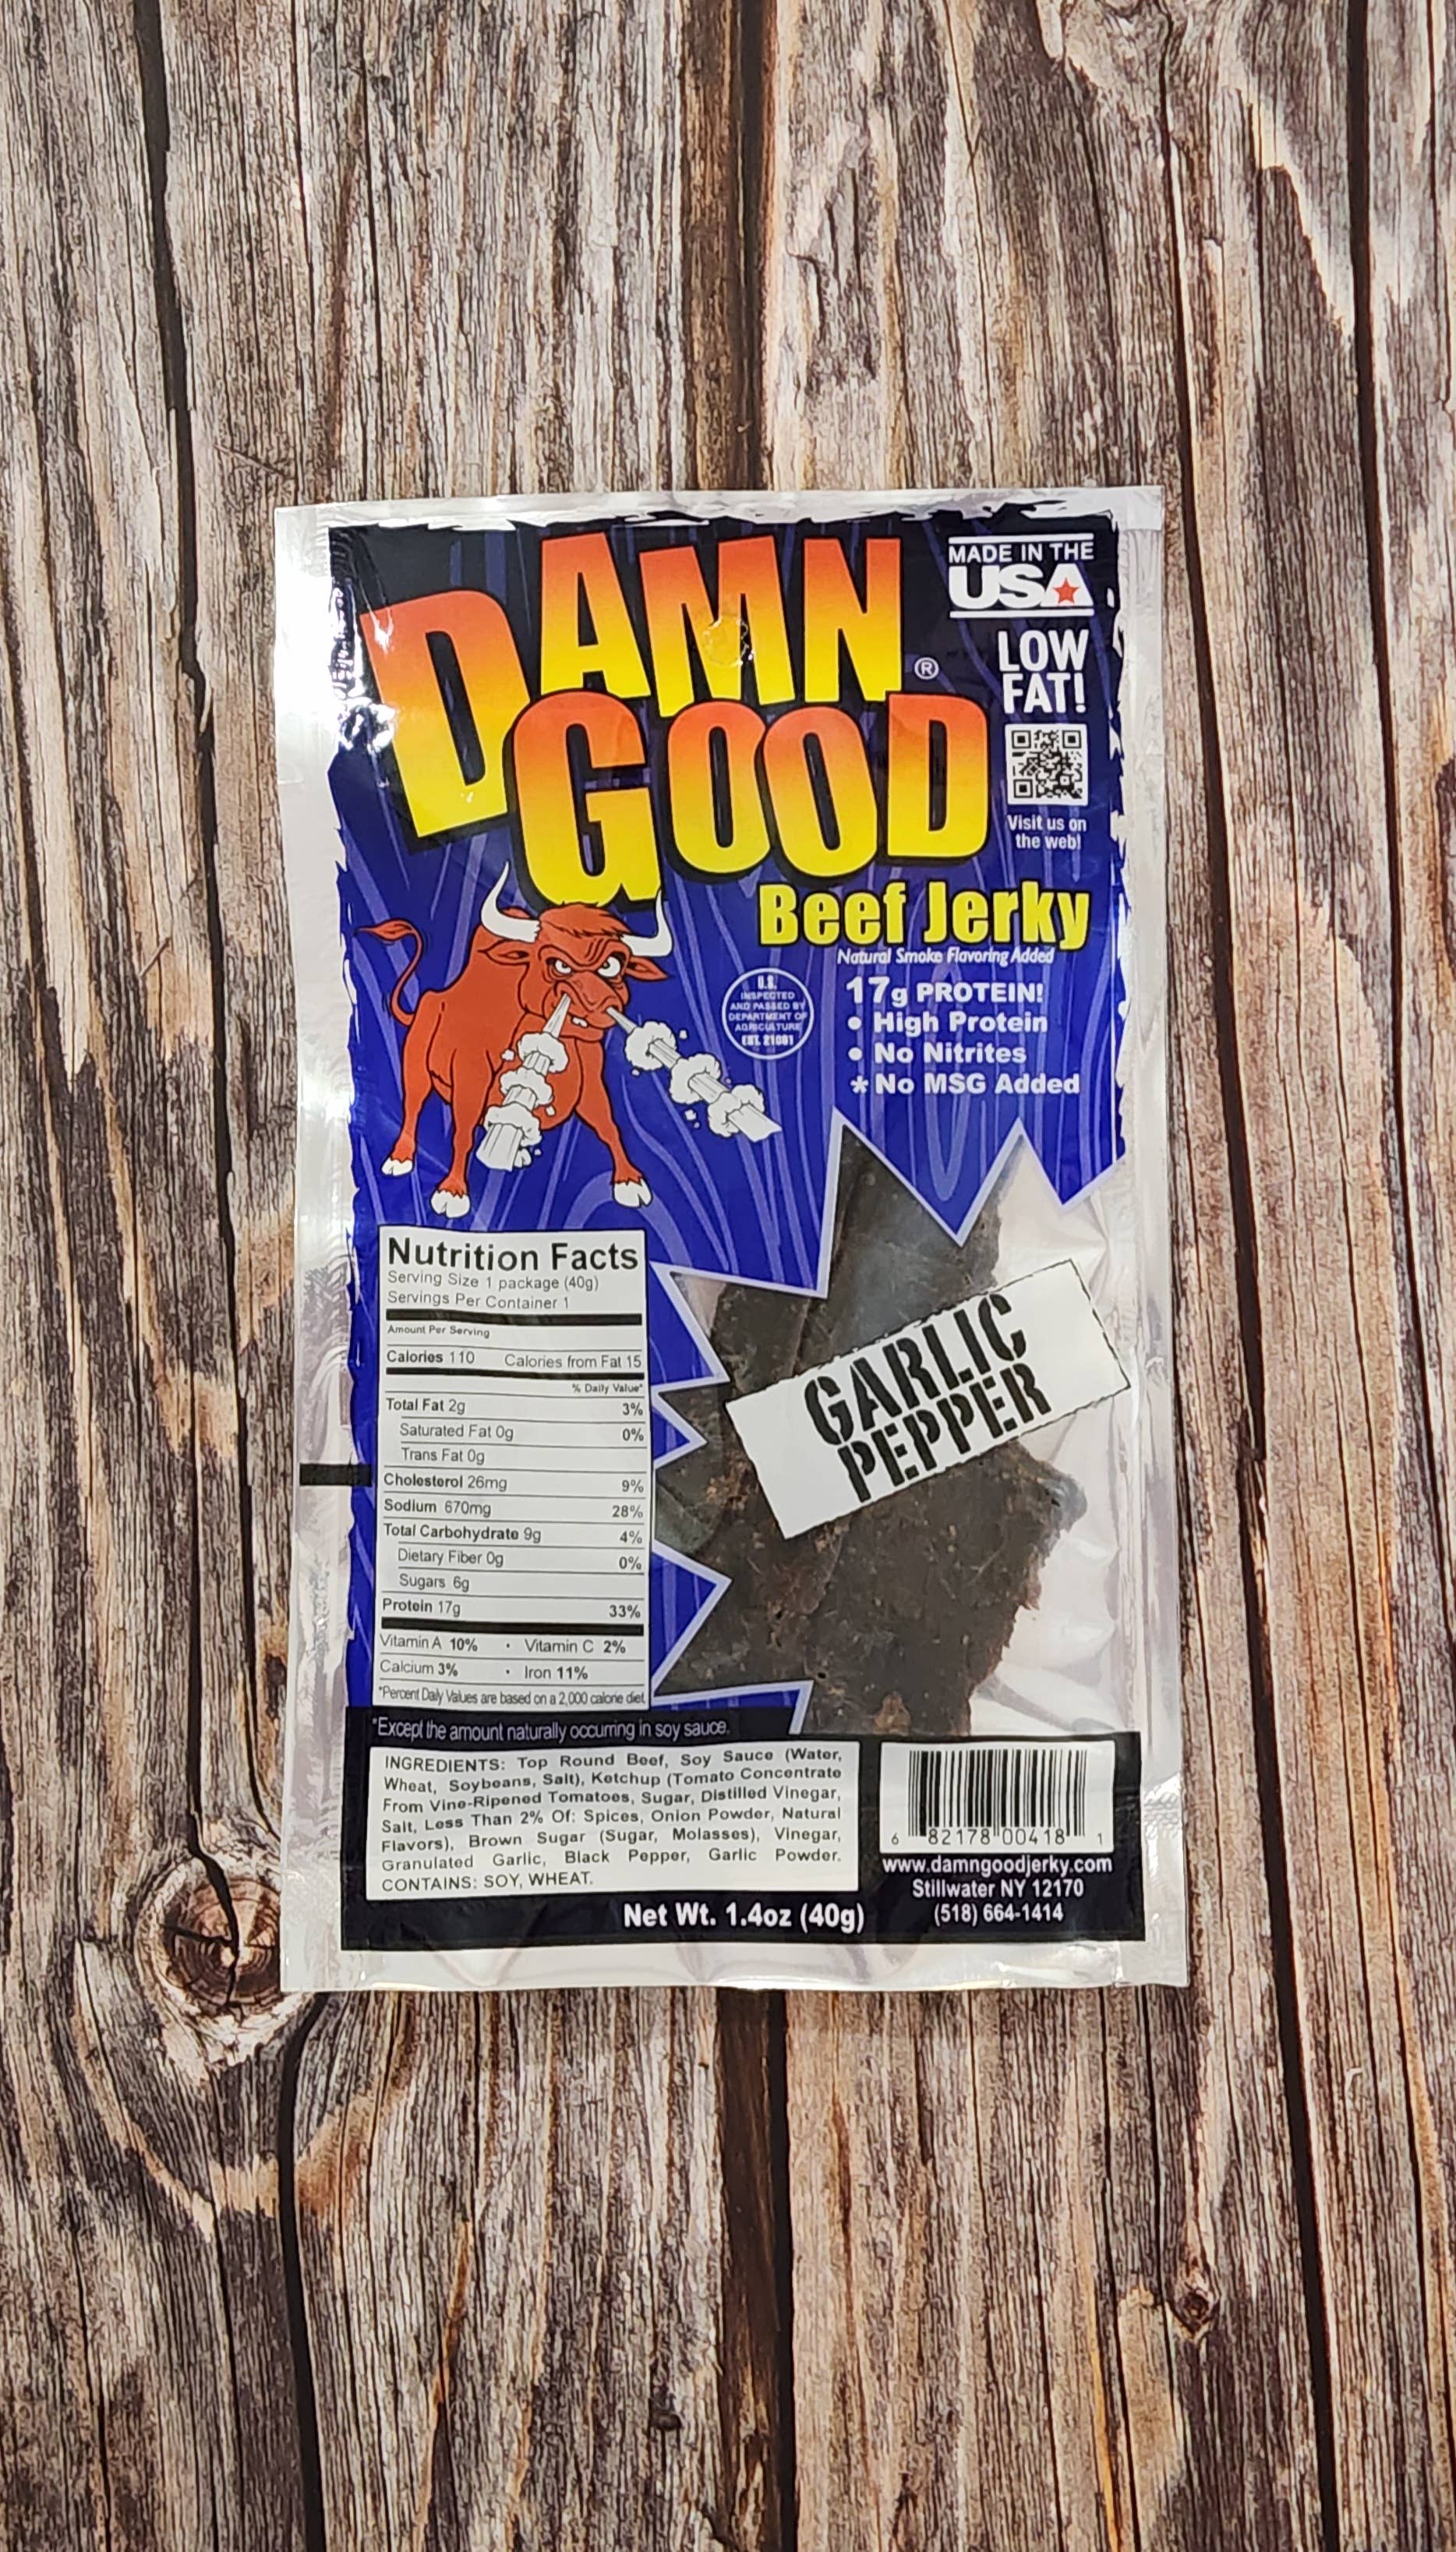 DAMN
GOOD
®
Beef Jerky
Natural Smoke Flavoring Added
MADE IN THE
USA
LOW
FAT!
Visit us on
the web!
U.S.
INSPECTED
AND PASSED BY
DEPARTMENT OF
AGRICULTURE
EST. 21001
17g PROTEIN!
• High Protein
• No Nitrites
* No MSG Added
GARLIC
PEPPER
Nutrition Facts
Serving Size 1 package (40g)
Servings Per Container 1
Amount Per Serving
Calories 110 Calories from Fat 15
% Daily Value*
Total Fat 2g 3%
Saturated Fat 0g 0%
Trans Fat 0g
Cholesterol 26mg 9%
Sodium 670mg 28%
Total Carbohydrate 9g 4%
Dietary Fiber 0g 0%
Sugars 6g
Protein 17g 33%
Vitamin A 10% • Vitamin C 2%
Calcium 3% • Iron 11%
*Percent Daily Values are based on a 2,000 calorie diet.
*Except the amount naturally occurring in soy sauce.
INGREDIENTS: Top Round Beef, Soy Sauce (Water,
Wheat, Soybeans, Salt), Ketchup (Tomato Concentrate
From Vine-Ripened Tomatoes, Sugar, Distilled Vinegar,
Salt, Less Than 2% Of: Spices, Onion Powder, Natural
Flavors), Brown Sugar (Sugar, Molasses), Vinegar,
Granulated Garlic, Black Pepper, Garlic Powder.
CONTAINS: SOY, WHEAT.
Net Wt. 1.4oz (40g)
6 82178 00418 1
www.damngoodjerky.com
Stillwater NY 12170
(518) 664-1414